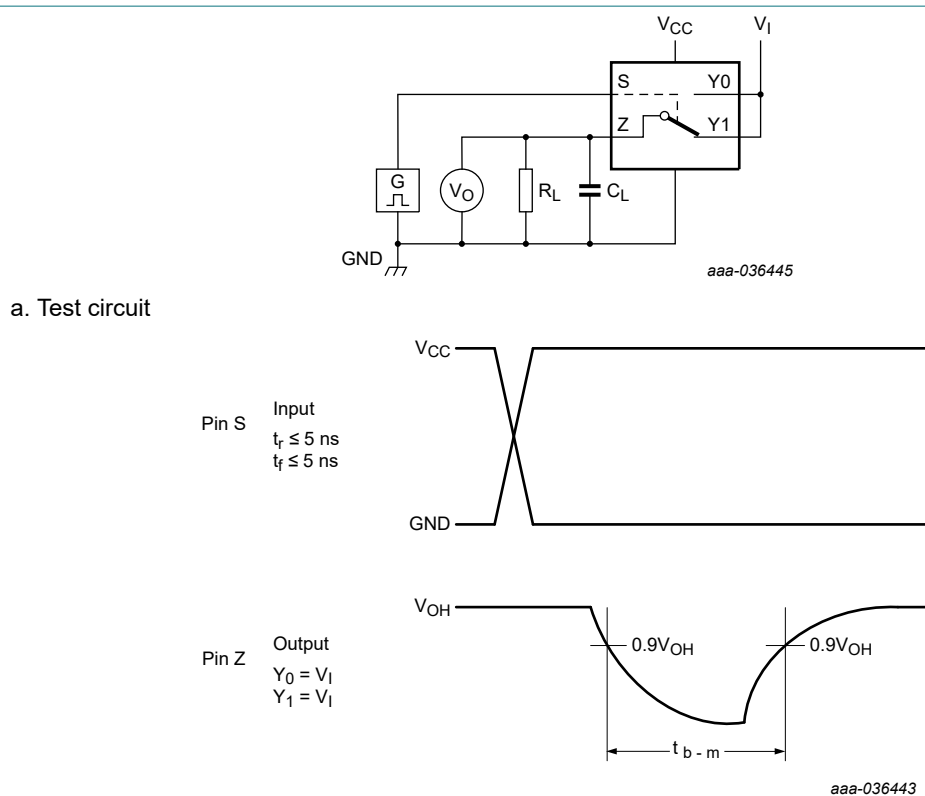 V_CC V_I
S Y0
Z Y1
G
V_O R_L C_L
GND
aaa-036445
a. Test circuit
V_CC
Pin S Input
t_r ≤ 5 ns
t_f ≤ 5 ns
GND
V_OH
Pin Z Output
Y_0 = V_I
Y_1 = V_I
0.9V_OH 0.9V_OH
t_b - m
aaa-036443